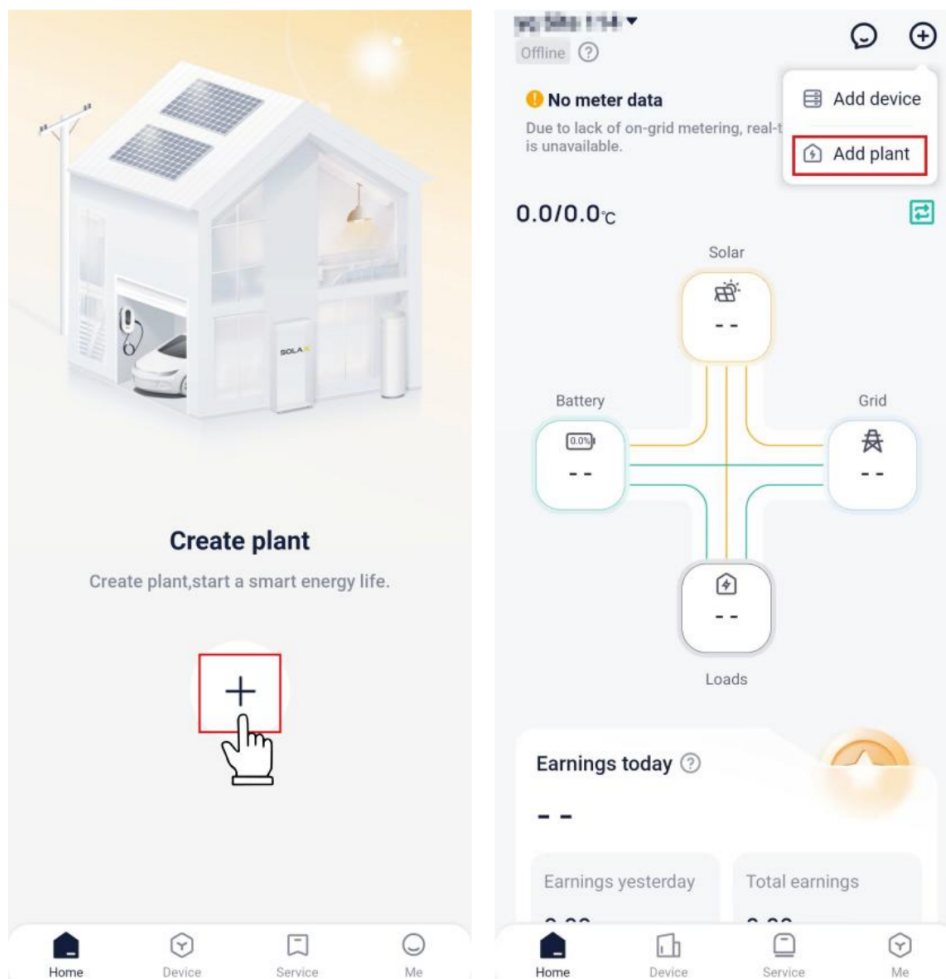 SOLAX
Create plant
Create plant,start a smart energy life.
Home
Device
Service
Me
Offline
?
No meter data
Due to lack of on-grid metering, real-t
is unavailable.
Add device
Add plant
0.0/0.0°C
Solar
- -
Battery
0.0%
- -
Grid
- -
- -
Loads
Earnings today ?
- -
Earnings yesterday
Total earnings
Home
Device
Service
Me